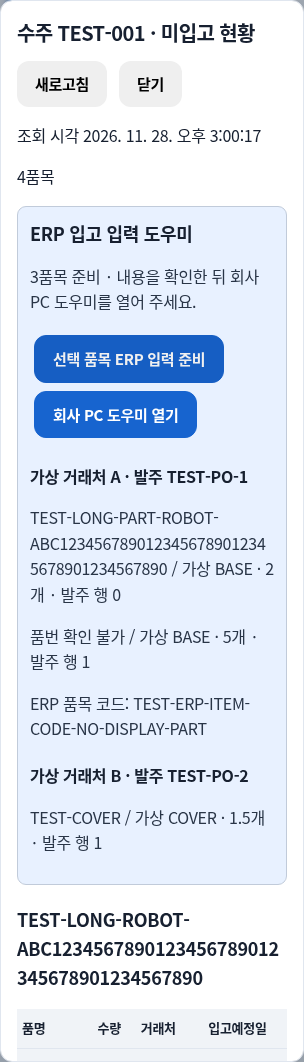 수주 TEST-001 · 미입고 현황
새로고침
닫기
조회 시각 2026. 11. 28. 오후 3:00:17
4품목
ERP 입고 입력 도우미
3품목 준비 · 내용을 확인한 뒤 회사
PC 도우미를 열어 주세요.
선택 품목 ERP 입력 준비
회사 PC 도우미 열기
가상 거래처 A · 발주 TEST-PO-1
TEST-LONG-PART-ROBOT-
ABC123456789012345678901234
5678901234567890 / 가상 BASE · 2
개 · 발주 행 0
품번 확인 불가 / 가상 BASE · 5개 ·
발주 행 1
ERP 품목 코드: TEST-ERP-ITEM-
CODE-NO-DISPLAY-PART
가상 거래처 B · 발주 TEST-PO-2
TEST-COVER / 가상 COVER · 1.5개
· 발주 행 1
TEST-LONG-ROBOT-
ABC1234567890123456789012
345678901234567890
품명 수량 거래처 입고예정일